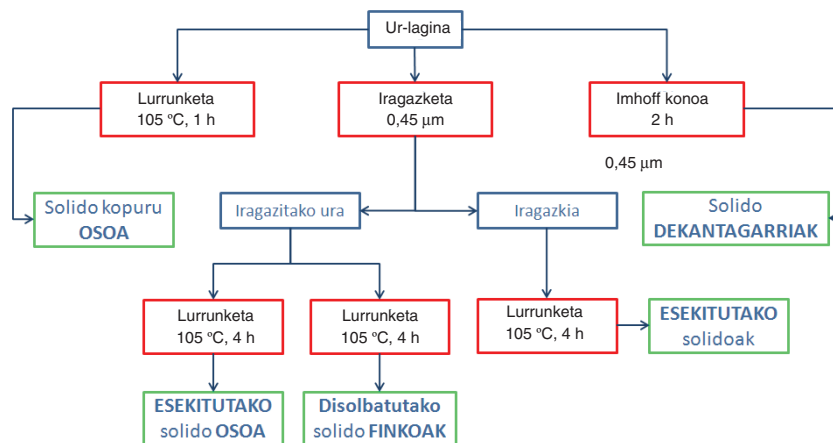 Ur-lagina
Lurrunketa
105 ºC, 1 h
Iragazketa
0,45 µm
Imhoff konoa
2 h
0,45 µm
Solido kopuru
OSOA
Iragazitako ura
Iragazkia
Solido
DEKANTAGARRIAK
Lurrunketa
105 ºC, 4 h
Lurrunketa
105 ºC, 4 h
Lurrunketa
105 ºC, 4 h
ESEKITUTAKO
solidoak
ESEKITUTAKO
solido OSOA
Disolbatutako
solido FINKOAK